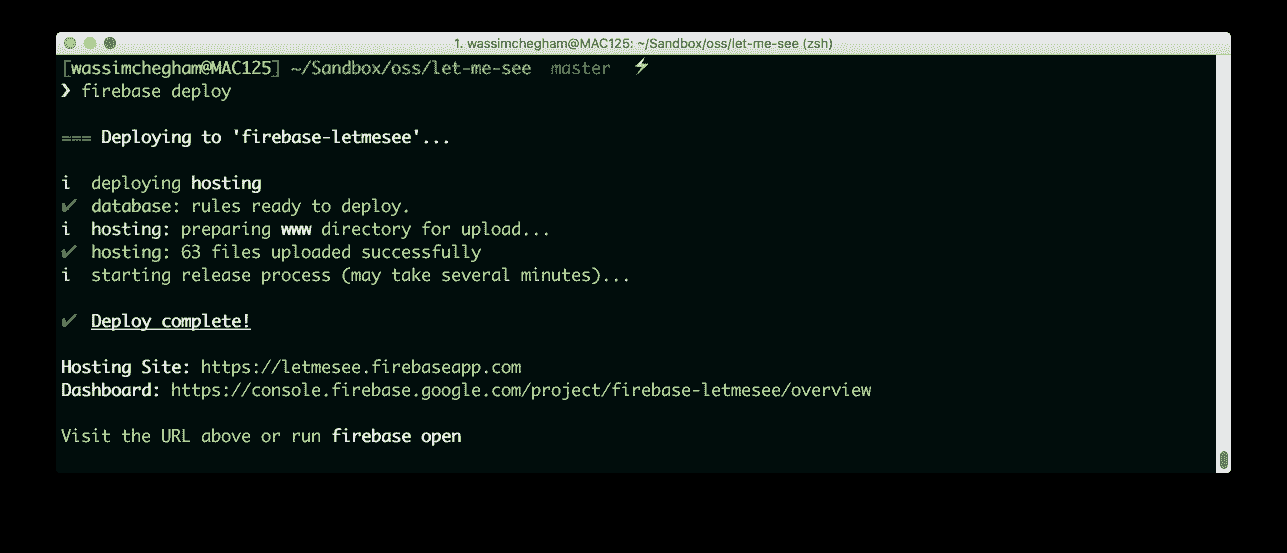 1. wassimchegham@MAC125: ~/Sandbox/oss/let-me-see (zsh)
[wassimchegham@MAC125] ~/Sandbox/oss/let-me-see master ⚡
❯ firebase deploy
=== Deploying to 'firebase-letmesee'...
i deploying hosting
✔ database: rules ready to deploy.
i hosting: preparing www directory for upload...
✔ hosting: 63 files uploaded successfully
i starting release process (may take several minutes)...
✔ Deploy complete!
Hosting Site: https://letmesee.firebaseapp.com
Dashboard: https://console.firebase.google.com/project/firebase-letmesee/overview
Visit the URL above or run firebase open